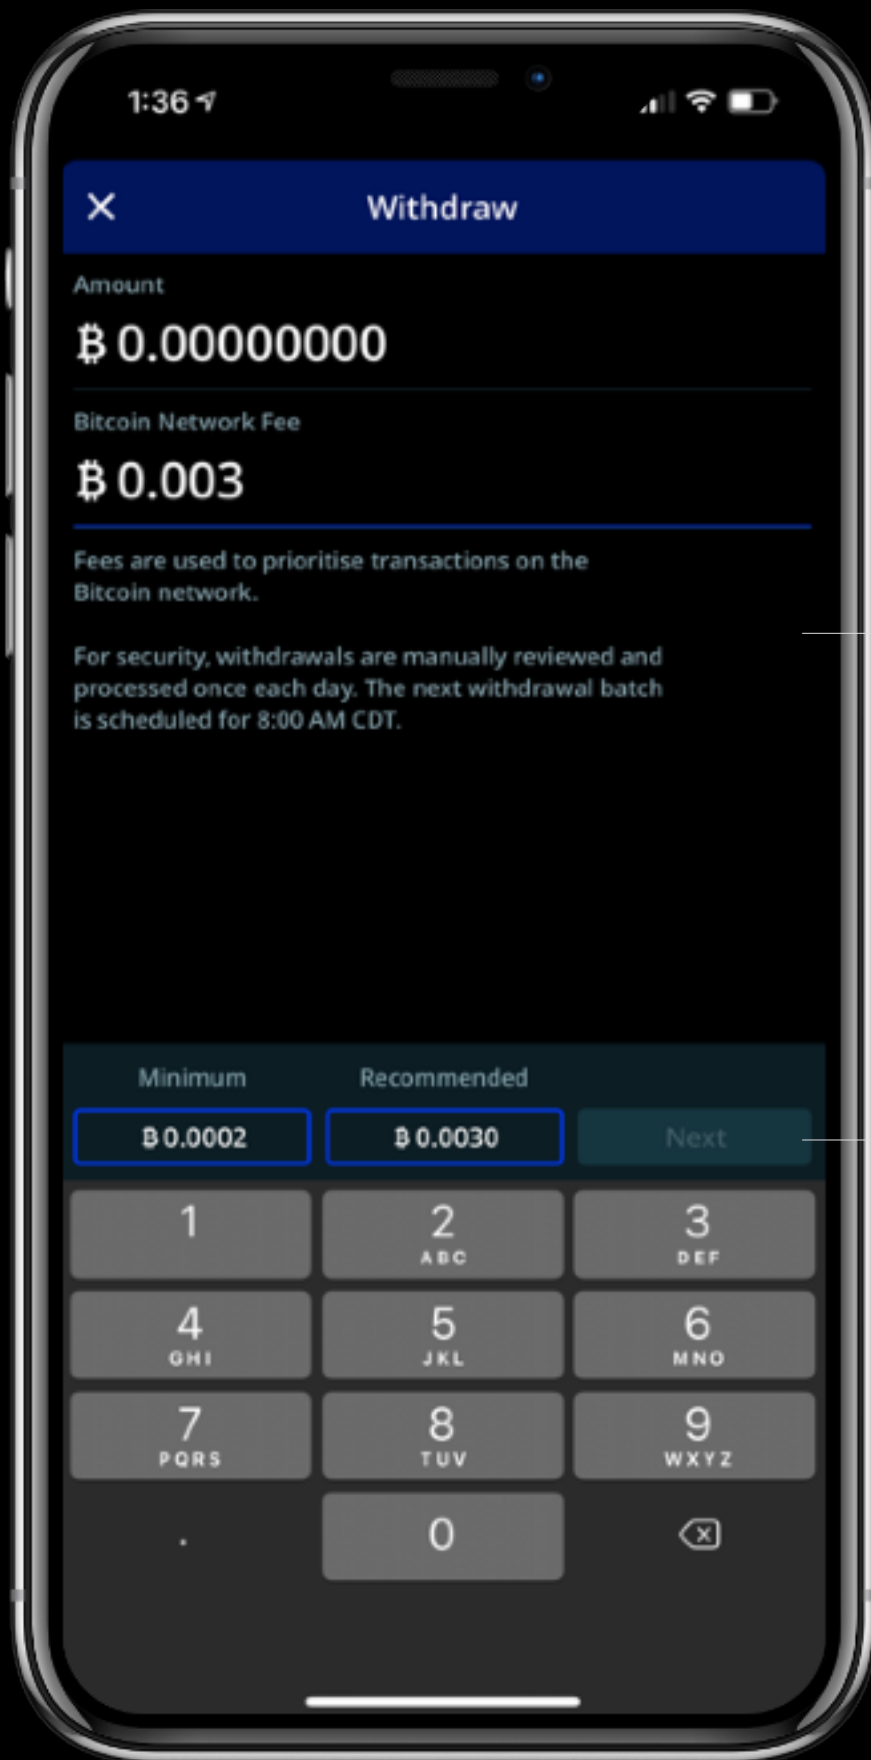 1:36
Withdraw
Amount
₿ 0.00000000
Bitcoin Network Fee
₿ 0.003
Fees are used to prioritise transactions on the
Bitcoin network.
For security, withdrawals are manually reviewed and
processed once each day. The next withdrawal batch
is scheduled for 8:00 AM CDT.
Minimum Recommended
₿ 0.0002 ₿ 0.0030 Next
1 2 3
ABC DEF
4 5 6
GHI JKL MNO
7 8 9
PQRS TUV WXYZ
. 0